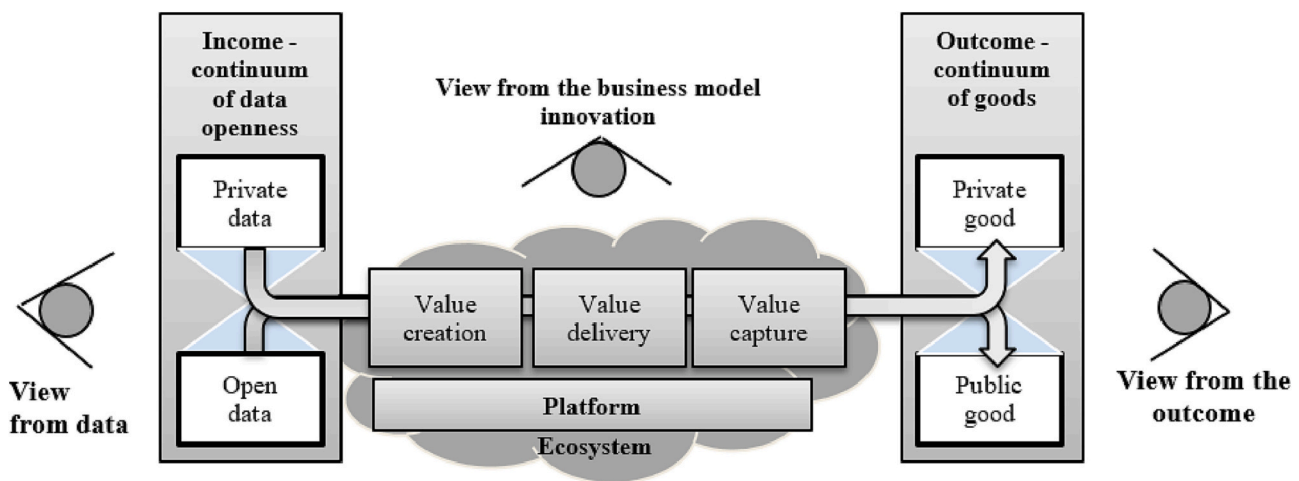 Income -
continuum
of data
openness
Private
data
Open
data
View
from data
View from the business model
innovation
Value
creation
Value
delivery
Value
capture
Platform
Ecosystem
Outcome -
continuum
of goods
Private
good
Public
good
View from the
outcome